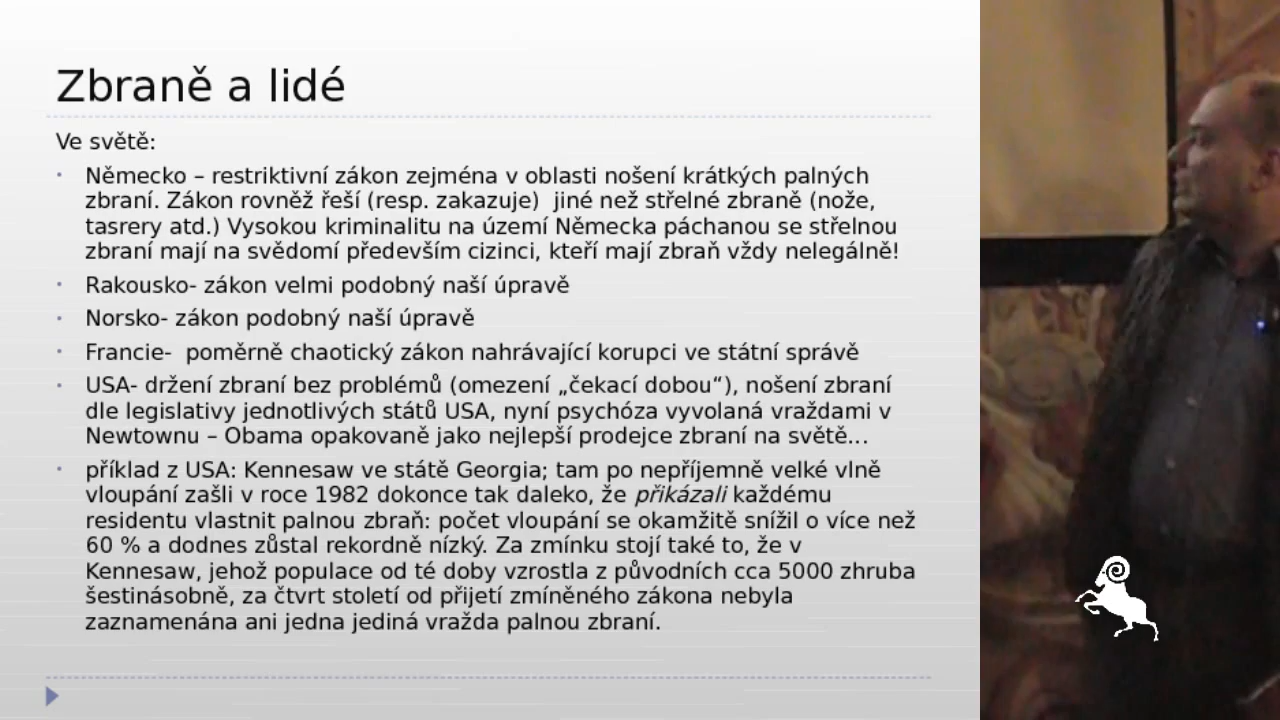 Zbraně a lidé
Ve světě:
Německo – restriktivní zákon zejména v oblasti nošení krátkých palných
zbraní. Zákon rovněž řeší (resp. zakazuje)  jiné než střelné zbraně (nože,
tasrery atd.) Vysokou kriminalitu na území Německa páchanou se střelnou
zbraní mají na svědomí především cizinci, kteří mají zbraň vždy nelegálně!
Rakousko- zákon velmi podobný naší úpravě
Norsko- zákon podobný naší úpravě
Francie-  poměrně chaotický zákon nahrávající korupci ve státní správě
USA- držení zbraní bez problémů (omezení „čekací dobou“), nošení zbraní
dle legislativy jednotlivých států USA, nyní psychóza vyvolaná vraždami v
Newtownu – Obama opakovaně jako nejlepší prodejce zbraní na světě...
příklad z USA: Kennesaw ve státě Georgia; tam po nepříjemně velké vlně
vloupání zašli v roce 1982 dokonce tak daleko, že přikázali každému
residentu vlastnit palnou zbraň: počet vloupání se okamžitě snížil o více než
60 % a dodnes zůstal rekordně nízký. Za zmínku stojí také to, že v
Kennesaw, jehož populace od té doby vzrostla z původních cca 5000 zhruba
šestinásobně, za čtvrt století od přijetí zmíněného zákona nebyla
zaznamenána ani jedna jediná vražda palnou zbraní.